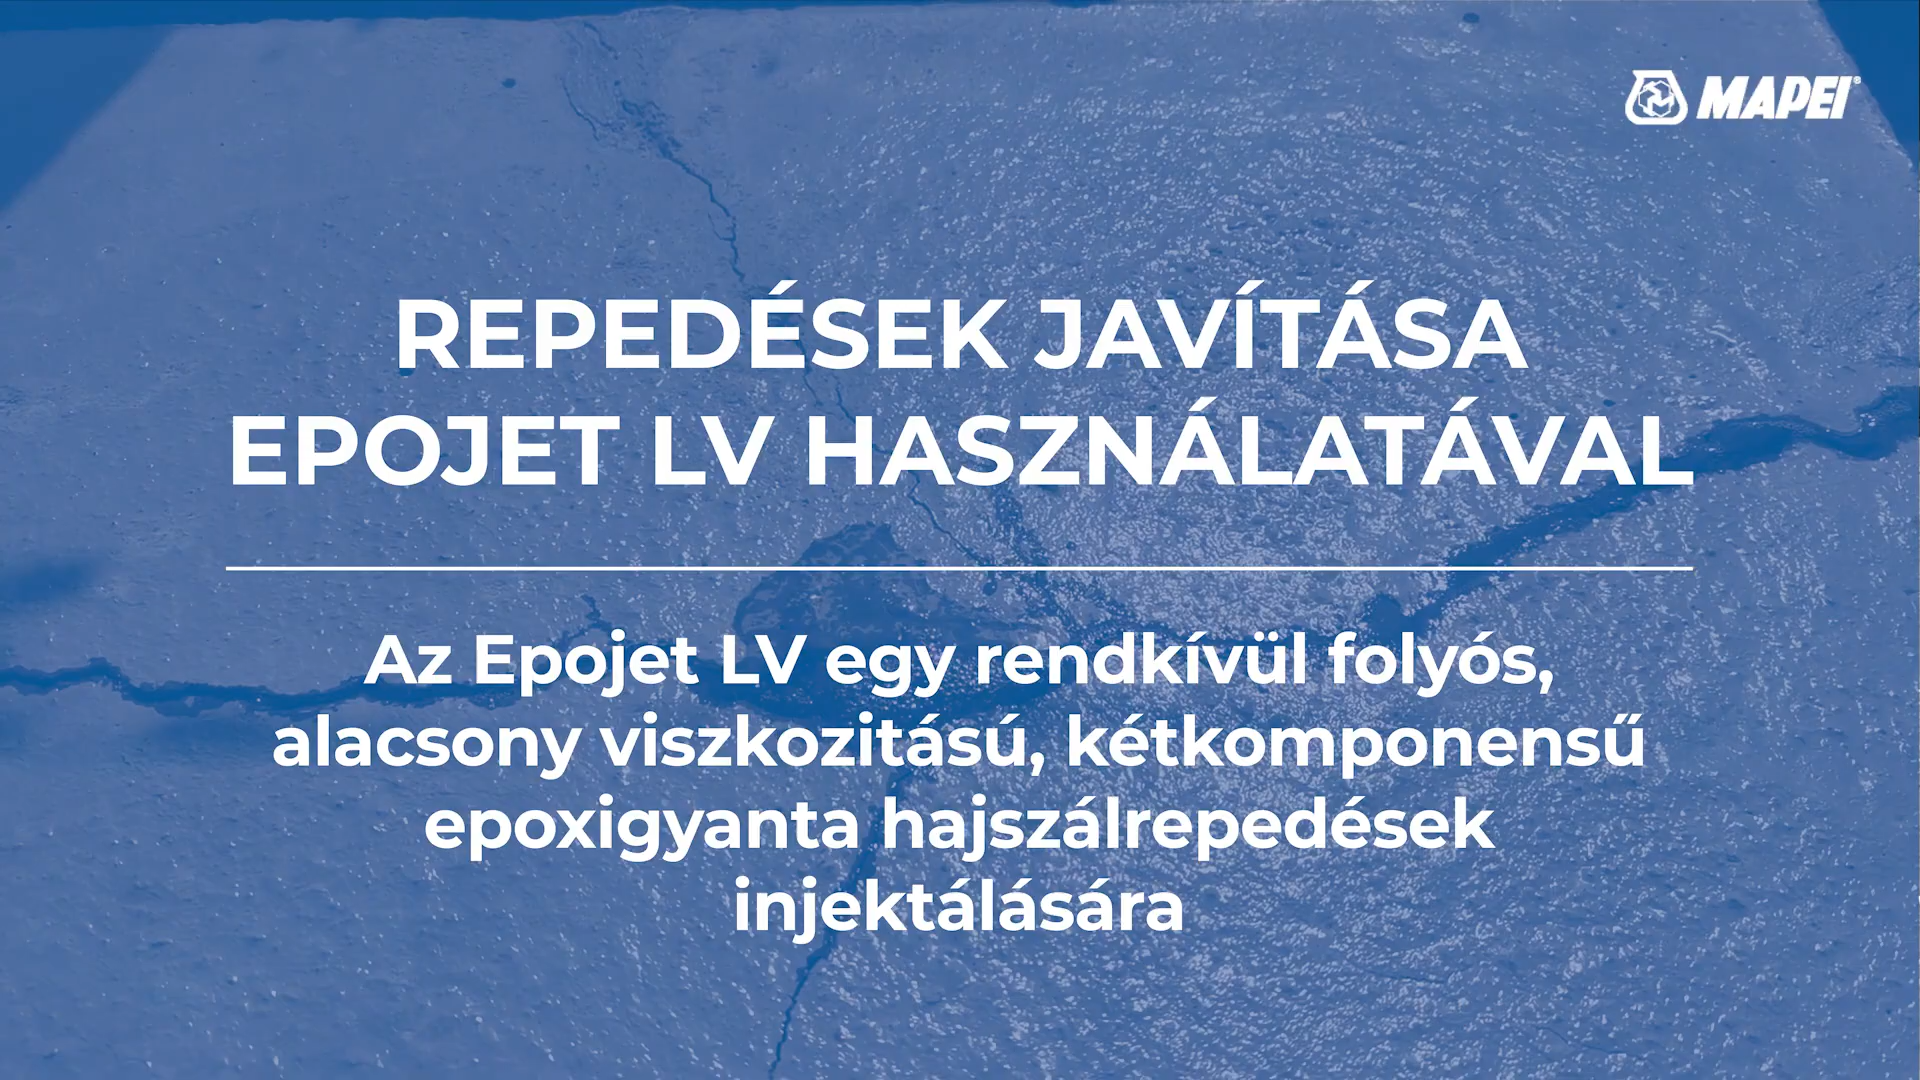 MAPEI®
REPEDÉSEK JAVÍTÁSA
EPOJET LV HASZNÁLATÁVAL
Az Epojet LV egy rendkívül folyós,
alacsony viszkozitású, kétkomponensű
epoxigyanta hajszálrepedések
injektálására